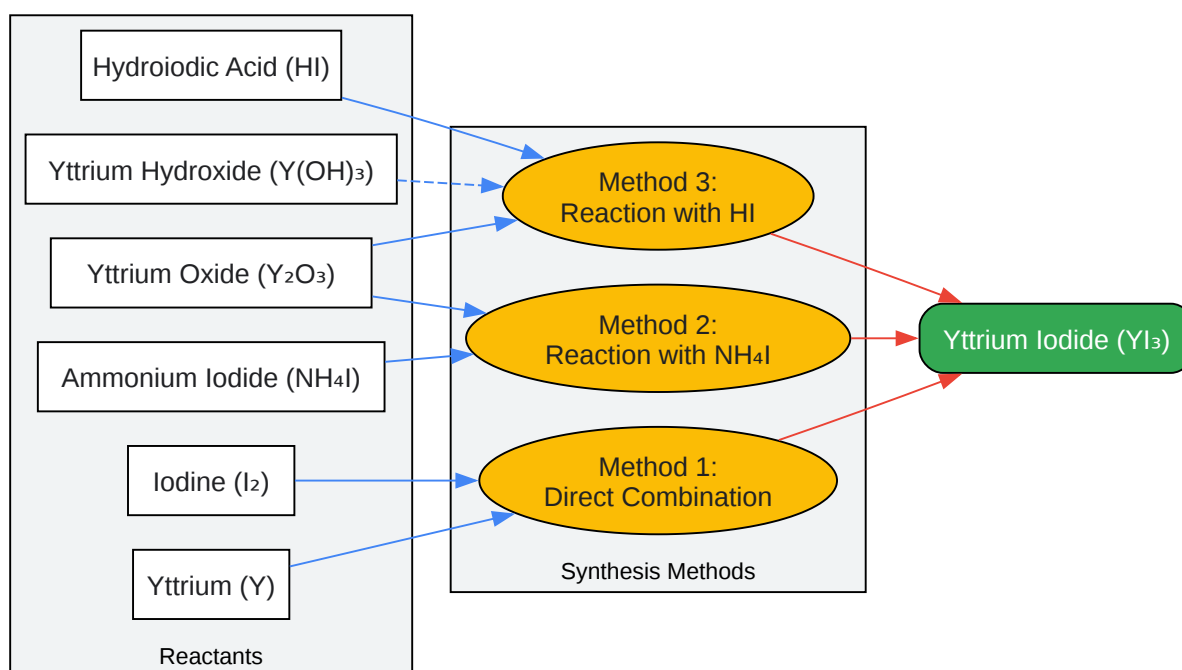 Hydroiodic Acid (HI)
Yttrium Hydroxide (Y(OH)₃)
Yttrium Oxide (Y₂O₃)
Ammonium Iodide (NH₄I)
Iodine (I₂)
Yttrium (Y)
Reactants
Method 3:
Reaction with HI
Method 2:
Reaction with NH₄I
Method 1:
Direct Combination
Synthesis Methods
Yttrium Iodide (YI₃)